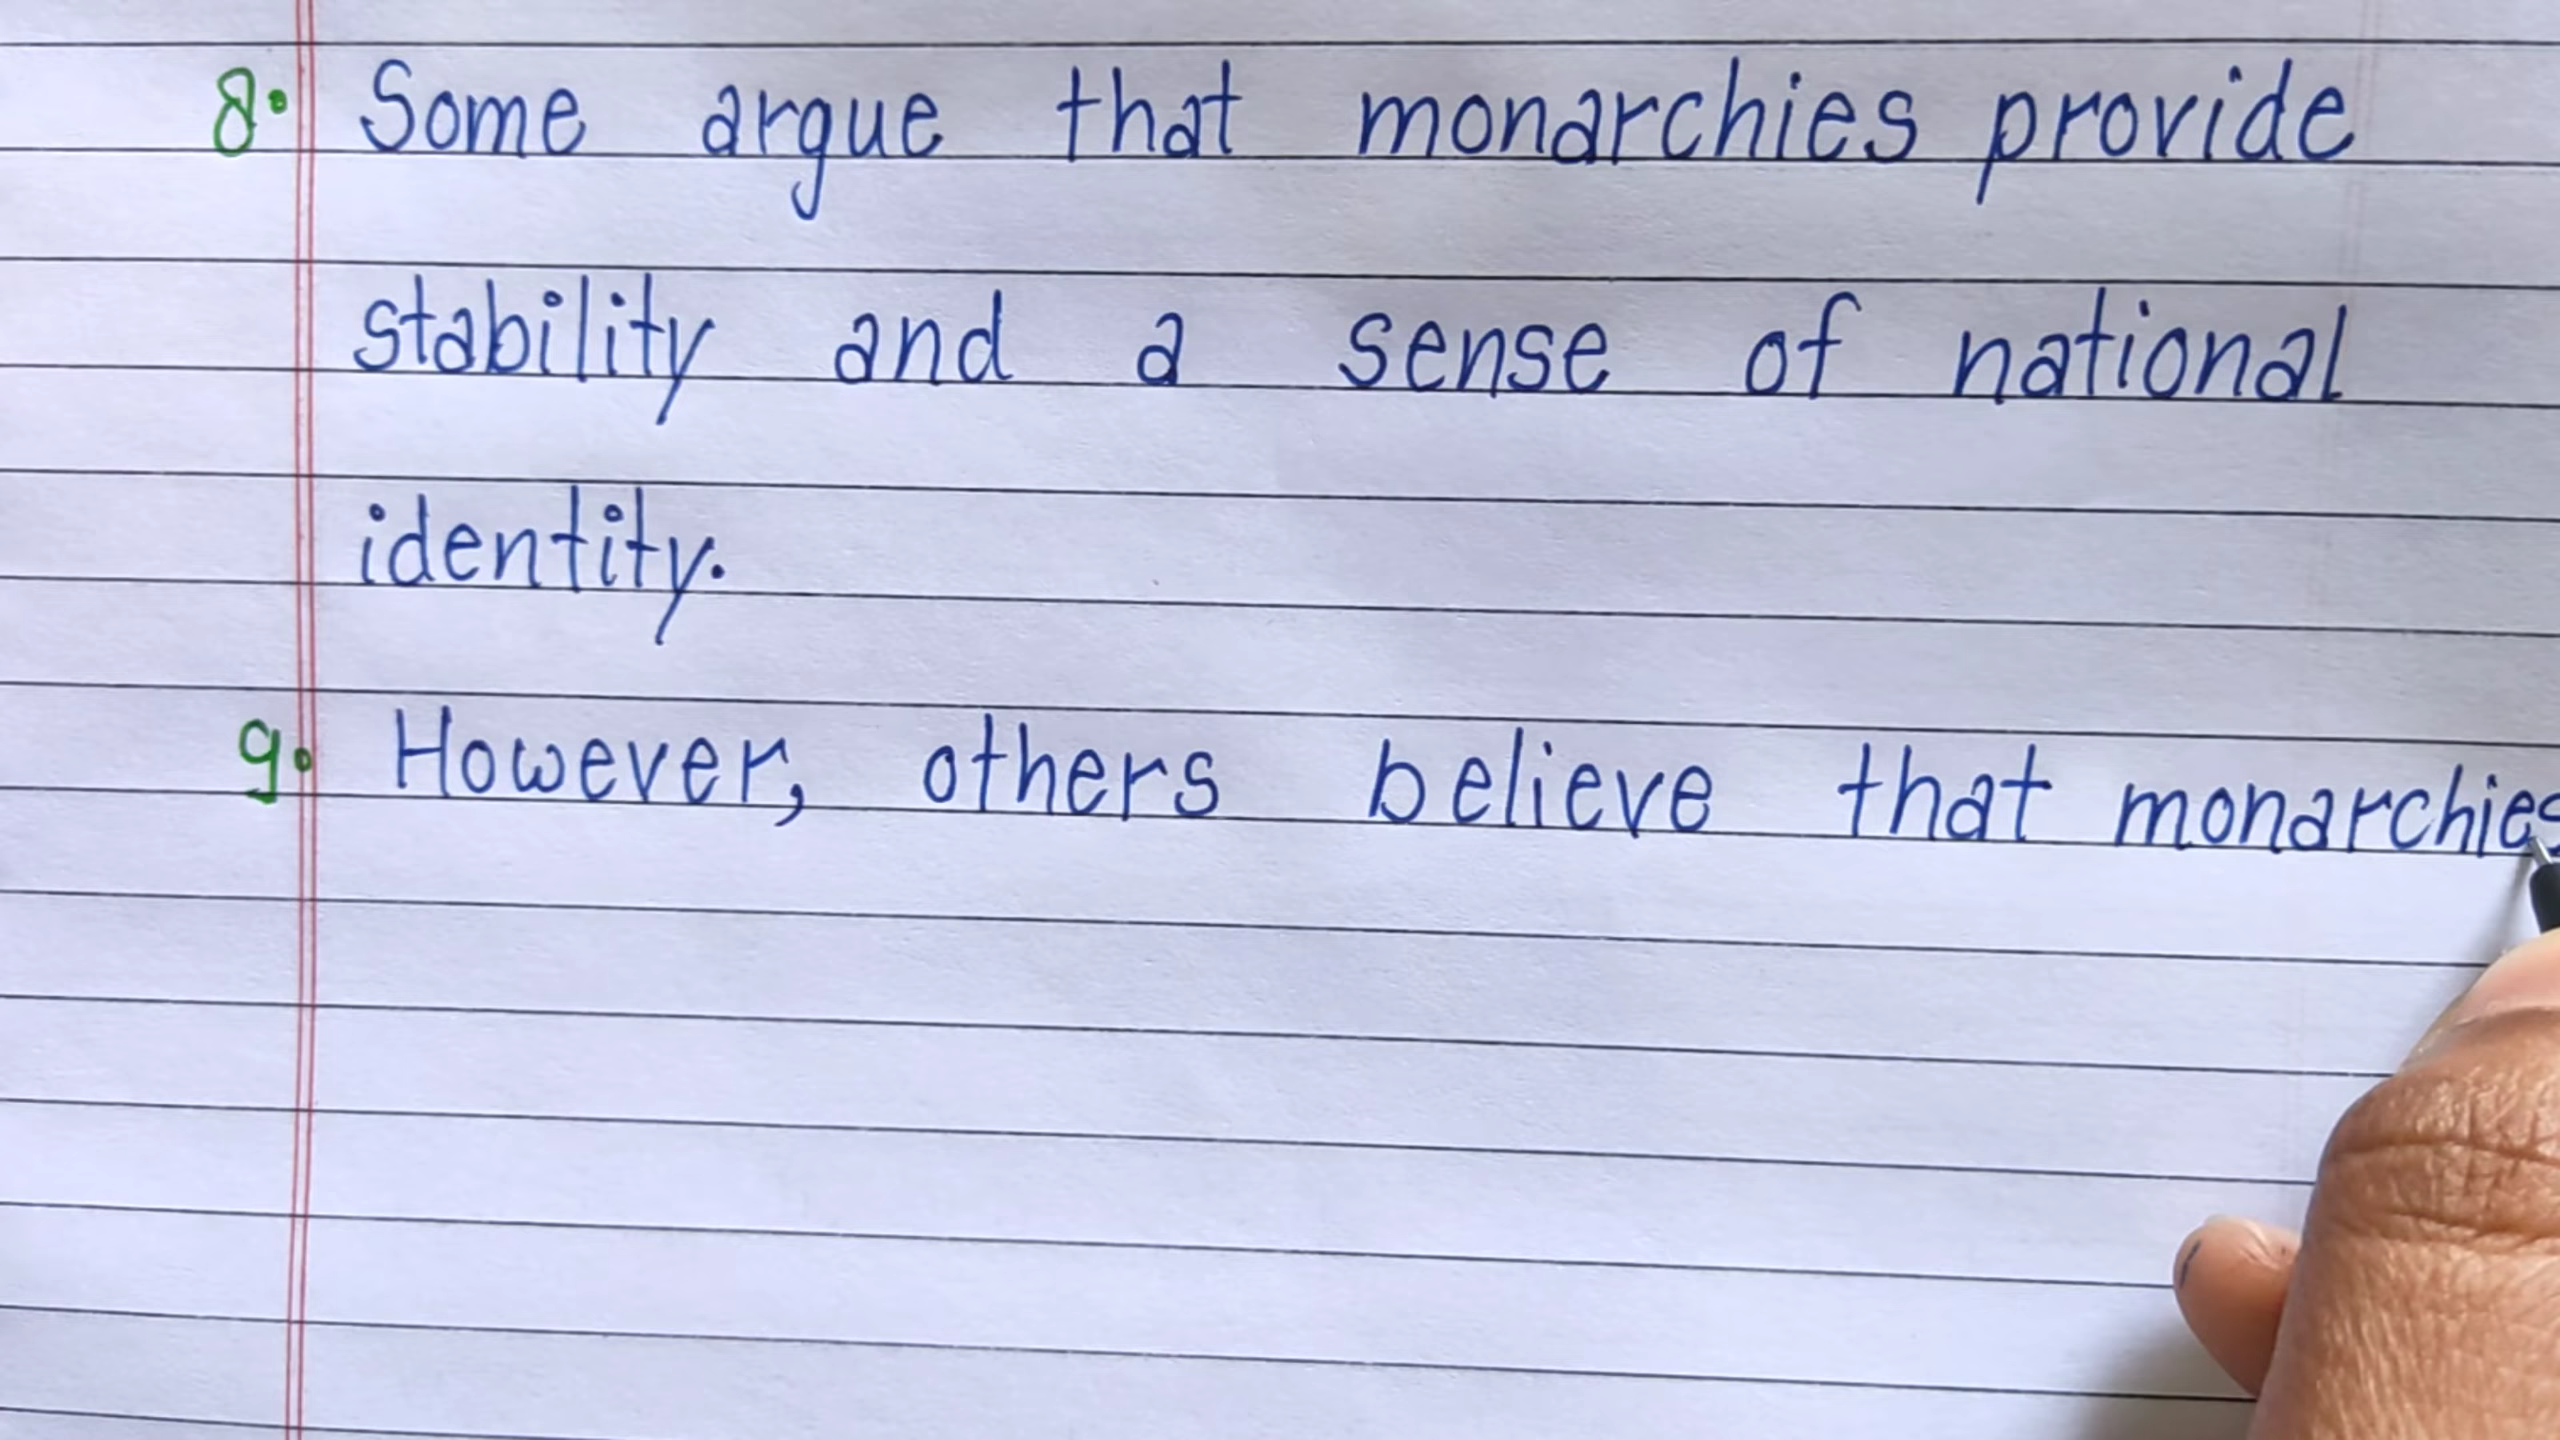 8. Some argue that monarchies provide
stability and a sense of national
identity.
9. However, others believe that monarchies